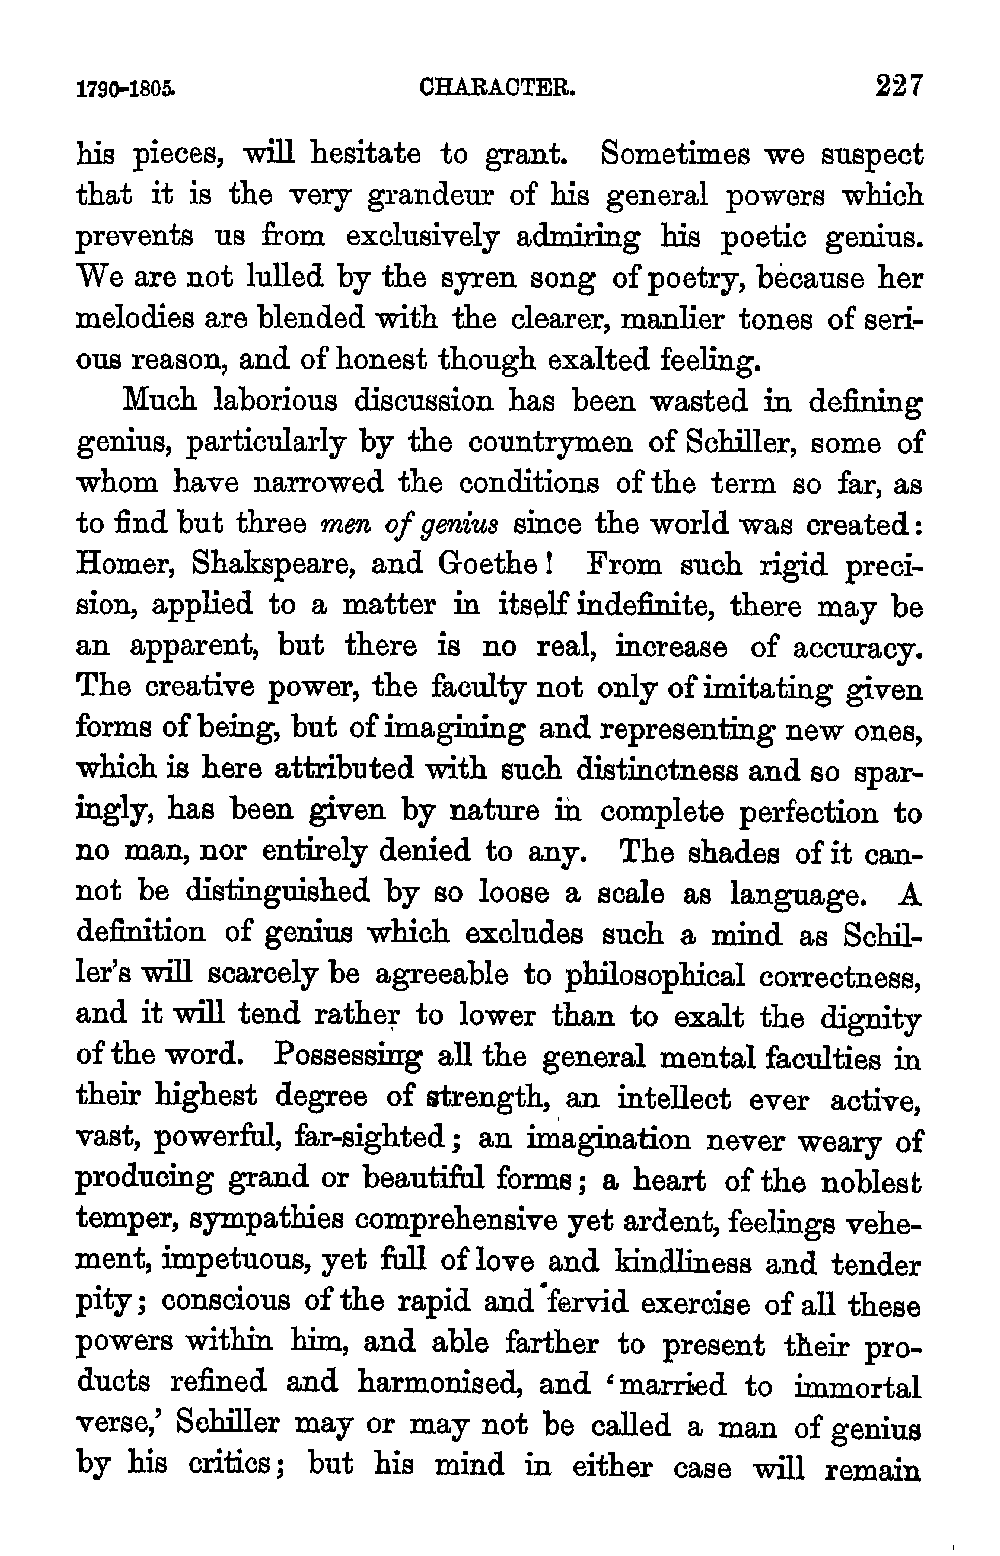 1790-1805. CHARACTER. 227
his pieces, will hesitate to grant. Sometimes we suspect
that it is the very grandeur of his general powers which
prevents us from exclusively admiring his poetic genius.
We are not lulled by the syren song of poetry, because her
melodies are blended with the clearer, manlier tones of seri-
ous reason, and of honest though exalted feeling.
Much laborious discussion has been wasted in defining
genius, particularly by the countrymen of Schiller, some of
whom have narrowed the conditions of the term so far, as
to find but three men of genius since the world was created:
Homer, Shakspeare, and Goethe! From such rigid preci-
sion, applied to a matter in itself indefinite, there may be
an apparent, but there is no real, increase of accuracy.
The creative power, the faculty not only of imitating given
forms of being, but of imagining and representing new ones,
which is here attributed with such distinctness and so spar-
ingly, has been given by nature in complete perfection to
no man, nor entirely denied to any. The shades of it can-
not be distinguished by so loose a scale as language. A
definition of genius which excludes such a mind as Schil-
ler's will scarcely be agreeable to philosophical correctness,
and it will tend rather to lower than to exalt the dignity
of the word. Possessing all the general mental faculties in
their highest degree of strength, an intellect ever active,
vast, powerful, far-sighted; an imagination never weary of
producing grand or beautiful forms; a heart of the noblest
temper, sympathies comprehensive yet ardent, feelings vehe-
ment, impetuous, yet full of love and kindliness and tender
pity; conscious of the rapid and fervid exercise of all these
powers within him, and able farther to present their pro-
ducts refined and harmonised, and ‘married to immortal
verse,’ Schiller may or may not be called a man of genius
by his critics; but his mind in either case will remain